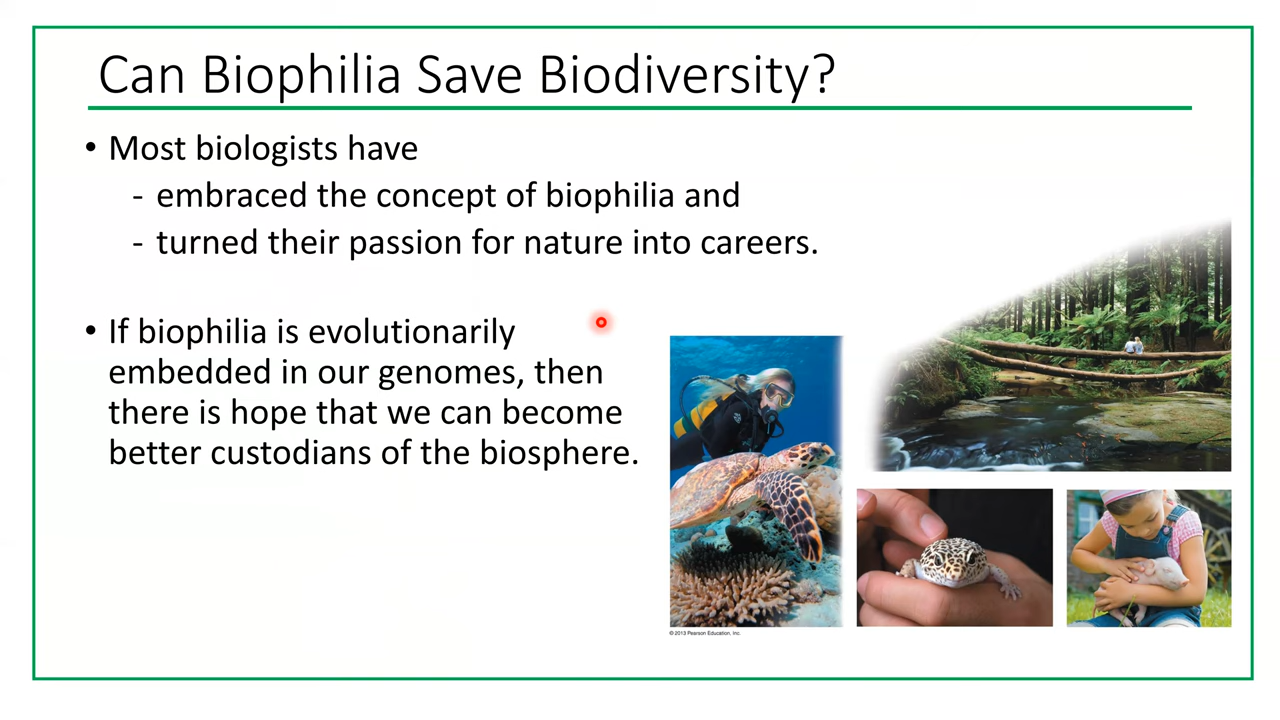 Can Biophilia Save Biodiversity?
• Most biologists have
- embraced the concept of biophilia and
- turned their passion for nature into careers.
• If biophilia is evolutionarily
embedded in our genomes, then
there is hope that we can become
better custodians of the biosphere.
© 2013 Pearson Education, Inc.